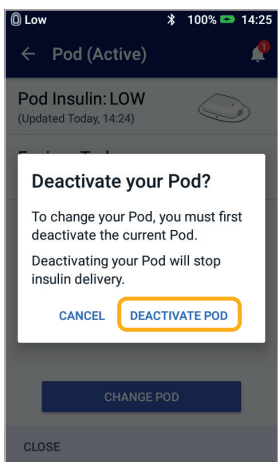 Low 100% 14:25
Pod (Active)
Pod Insulin: LOW
(Updated Today, 14:24)
Deactivate your Pod?
To change your Pod, you must first
deactivate the current Pod.
Deactivating your Pod will stop
insulin delivery.
CANCEL DEACTIVATE POD
CHANGE POD
CLOSE